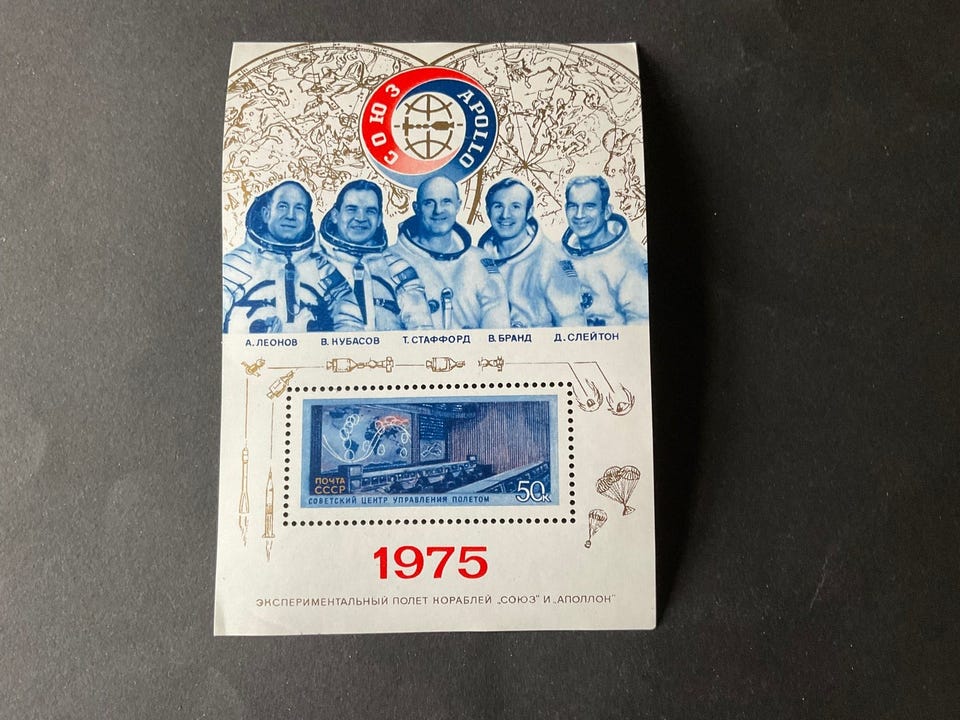 СОЮЗ
APOLLO
А. ЛЕОНОВ В. КУБАСОВ Т. СТАФФОРД В. БРАНД Д. СЛЕЙТОН
ПОЧТА
СССР
СОВЕТСКИЙ ЦЕНТР УПРАВЛЕНИЯ ПОЛЕТОМ
50к
1975
ЭКСПЕРИМЕНТАЛЬНЫЙ ПОЛЕТ КОРАБЛЕЙ „СОЮЗ" И „АПОЛЛОН"